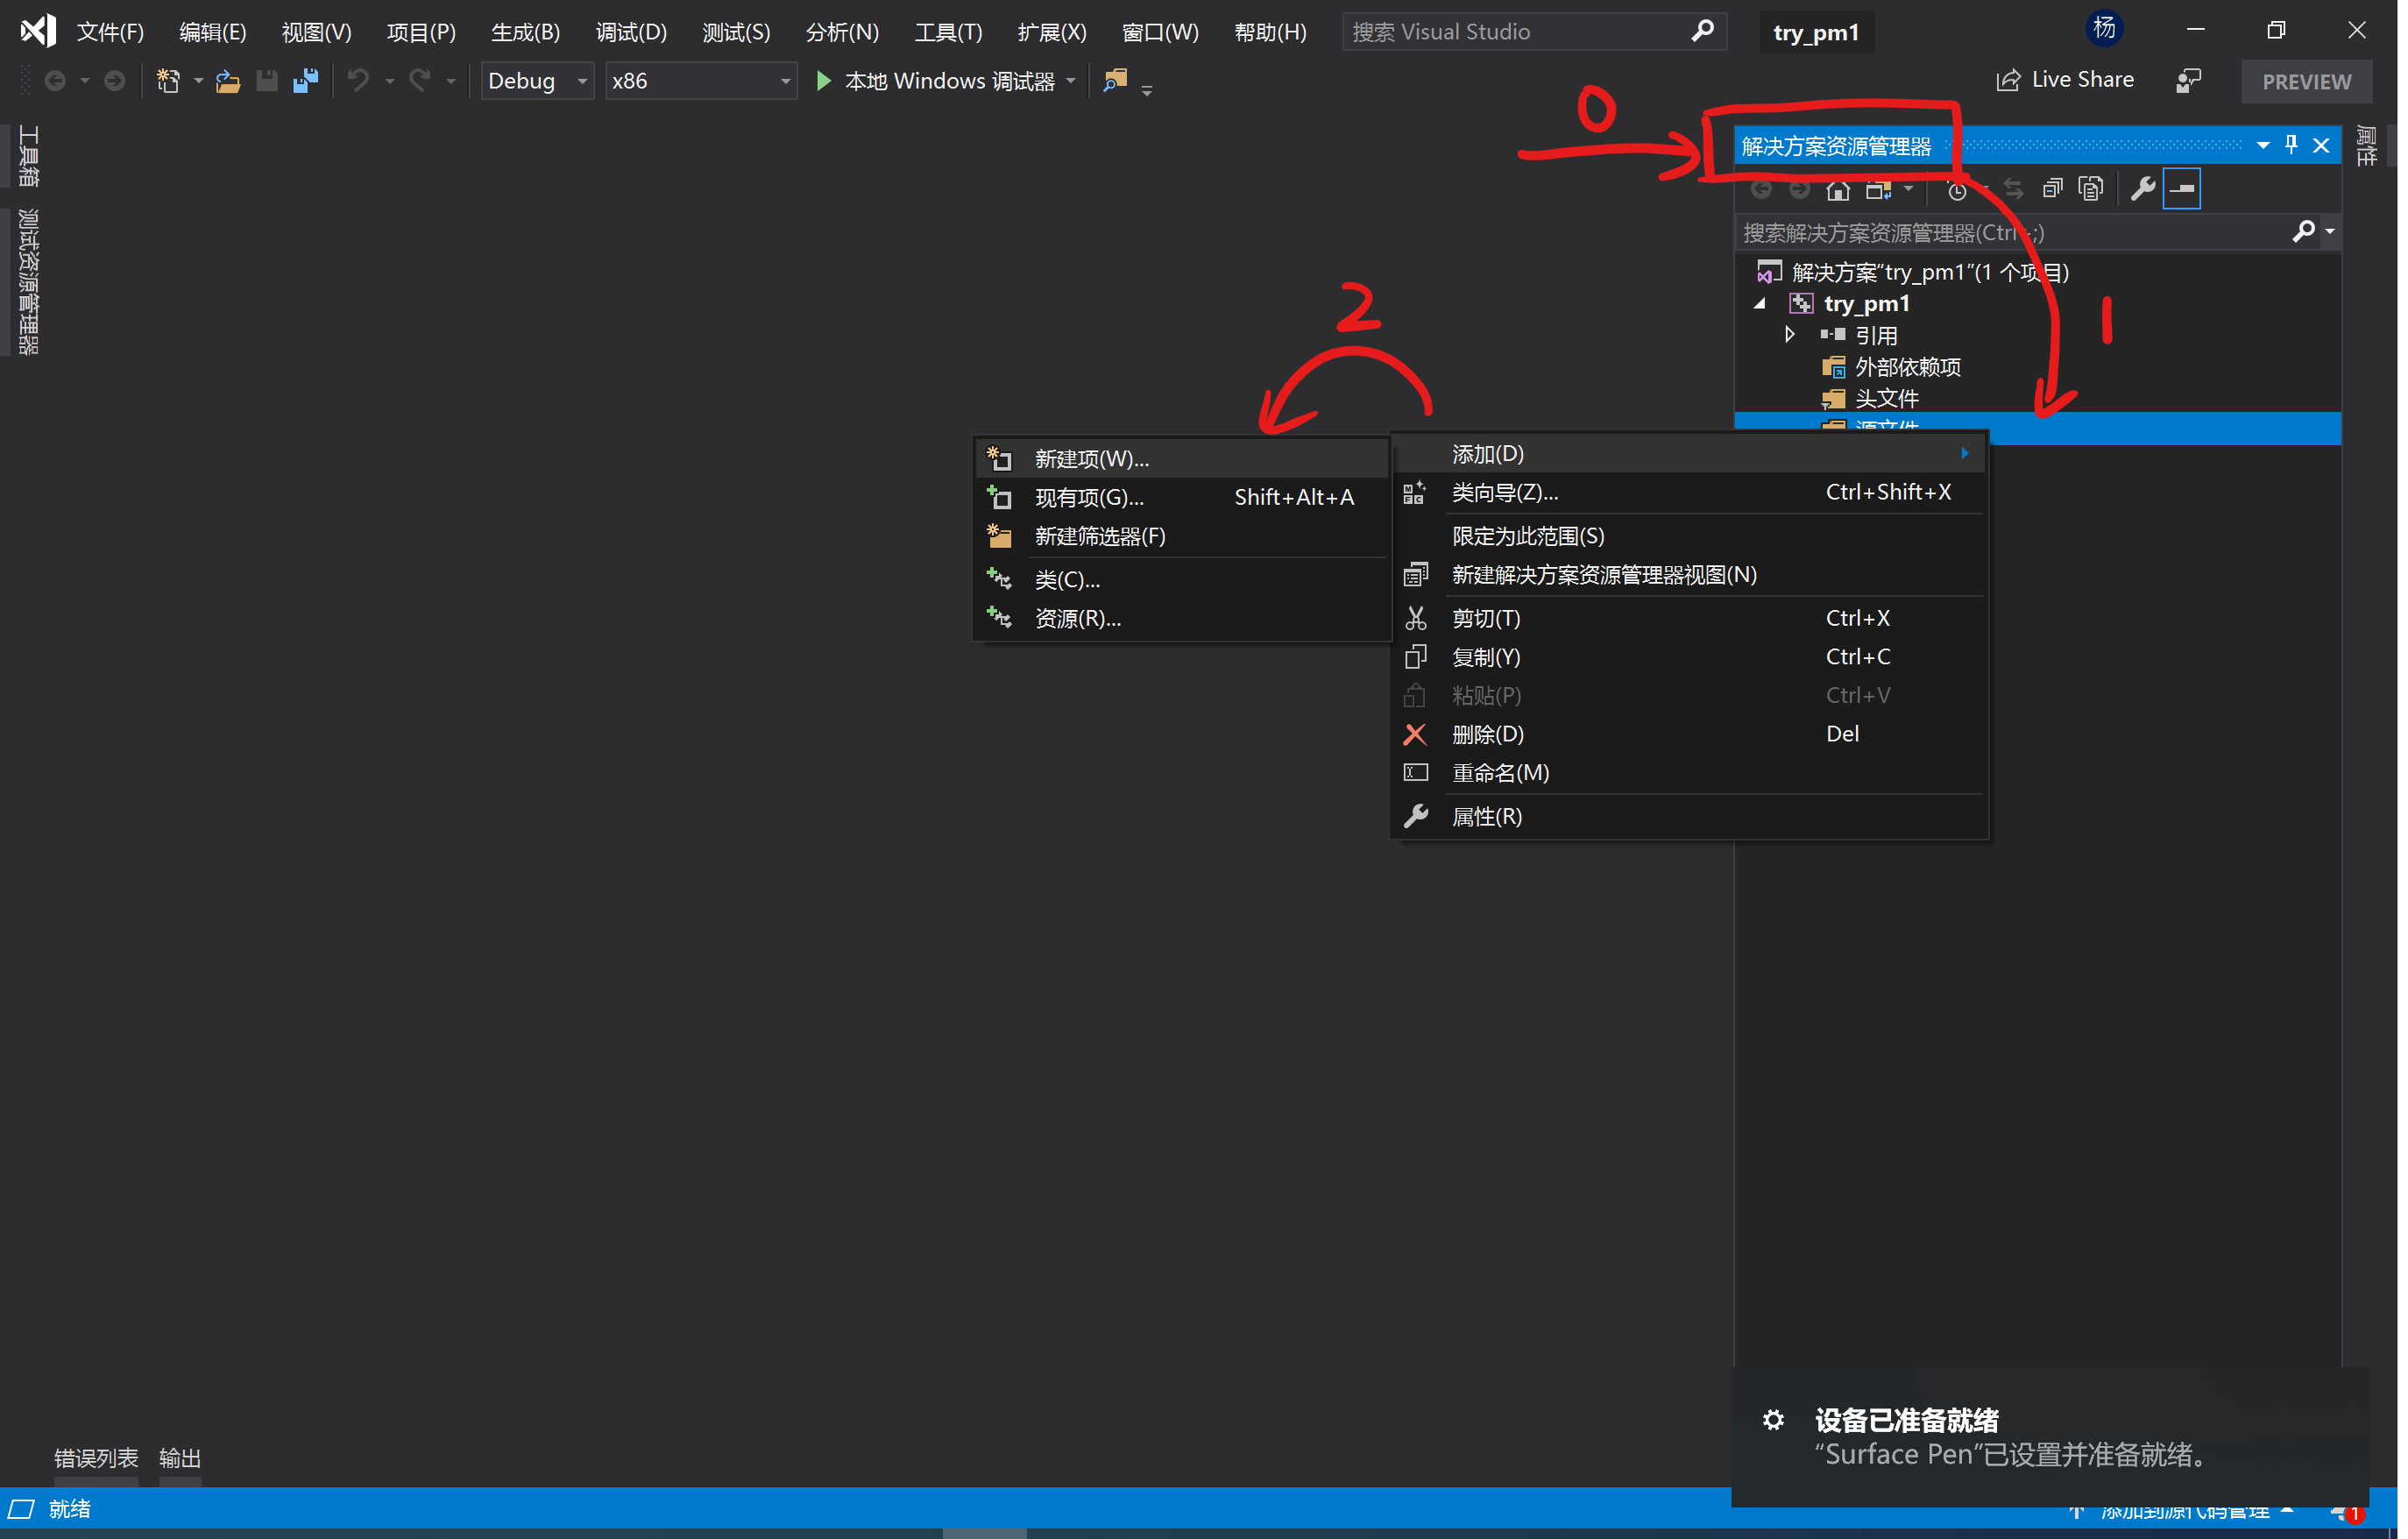 文件(F) 编辑(E) 视图(V) 项目(P) 生成(B) 调试(D) 测试(S) 分析(N) 工具(T) 扩展(X) 窗口(W) 帮助(H) 搜索 Visual Studio try_pm1 杨
Debug x86 本地 Windows 调试器 Live Share PREVIEW
工具箱
测试资源管理器
0
解决方案资源管理器
属性
搜索解决方案资源管理器(Ctrl+;)
解决方案“try_pm1”(1 个项目)
try_pm1
引用
外部依赖项
头文件
源文件
1
2
新建项(W)...
现有项(G)... Shift+Alt+A
新建筛选器(F)
类(C)...
资源(R)...
添加(D)
类向导(Z)... Ctrl+Shift+X
限定为此范围(S)
新建解决方案资源管理器视图(N)
剪切(T) Ctrl+X
复制(Y) Ctrl+C
粘贴(P) Ctrl+V
删除(D) Del
重命名(M)
属性(R)
设备已准备就绪
“Surface Pen”已设置并准备就绪。
错误列表 输出
就绪 添加到源代码管理 1